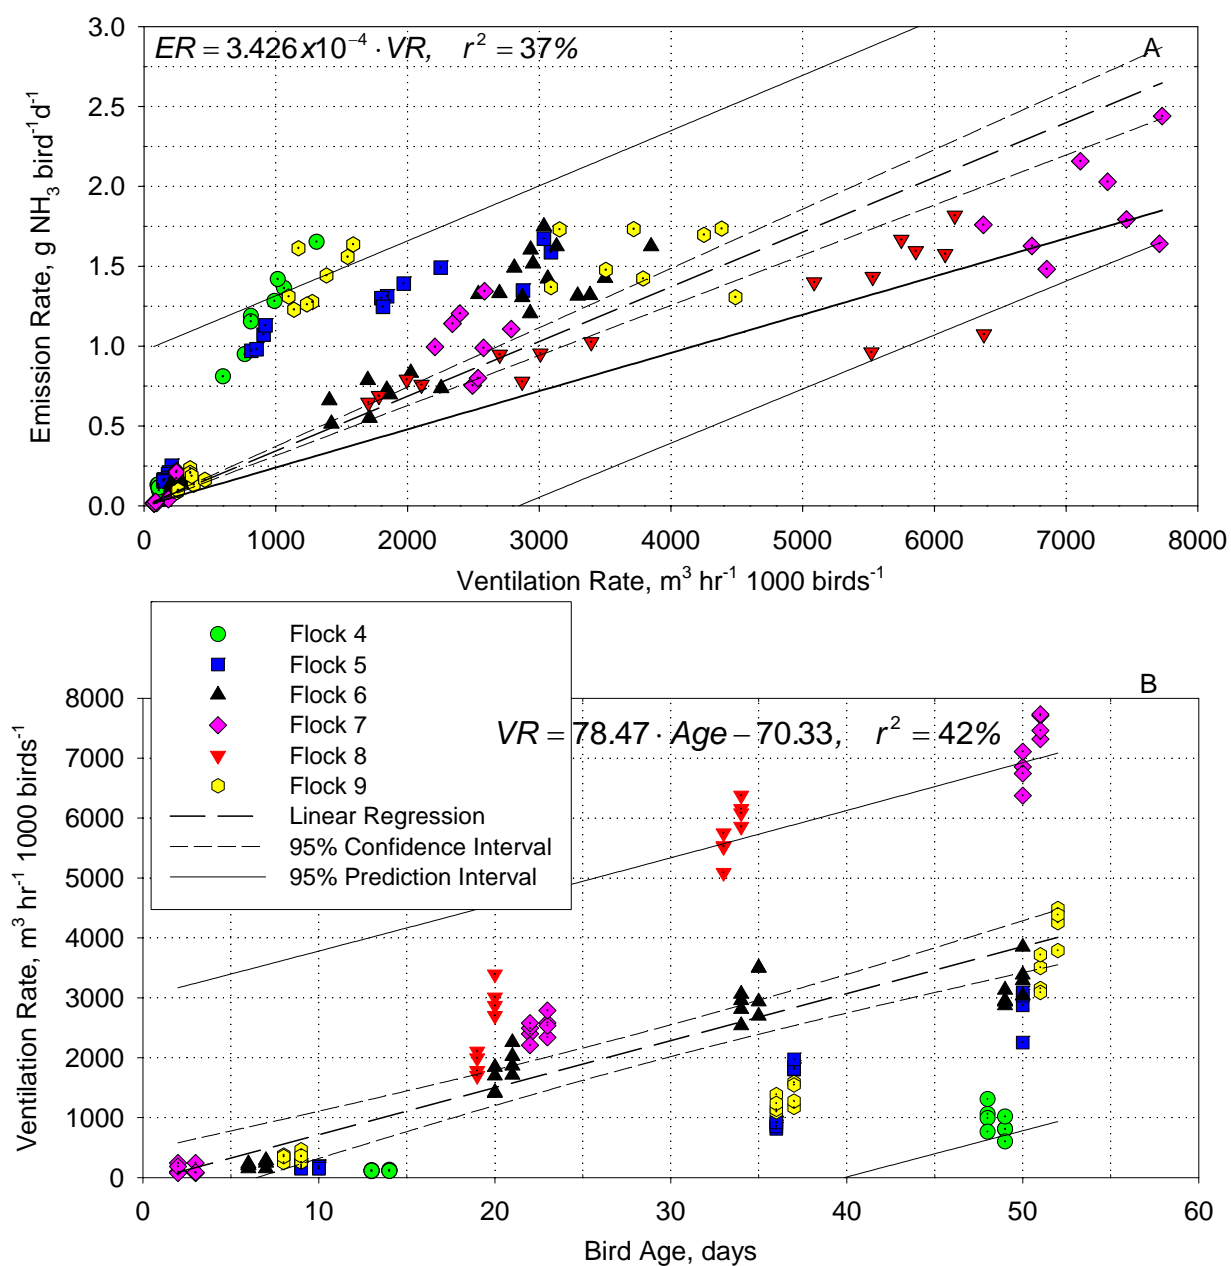 ER = 3.426x10⁻⁴ · VR, r² = 37%
A
3.0
2.5
2.0
1.5
1.0
0.5
0.0
Emission Rate, g NH₃ bird⁻¹d⁻¹
0 1000 2000 3000 4000 5000 6000 7000 8000
Ventilation Rate, m³ hr⁻¹ 1000 birds⁻¹
Flock 4
Flock 5
Flock 6
Flock 7
Flock 8
Flock 9
Linear Regression
95% Confidence Interval
95% Prediction Interval
B
VR = 78.47 · Age − 70.33, r² = 42%
8000
7000
6000
5000
4000
3000
2000
1000
0
Ventilation Rate, m³ hr⁻¹ 1000 birds⁻¹
0 10 20 30 40 50 60
Bird Age, days